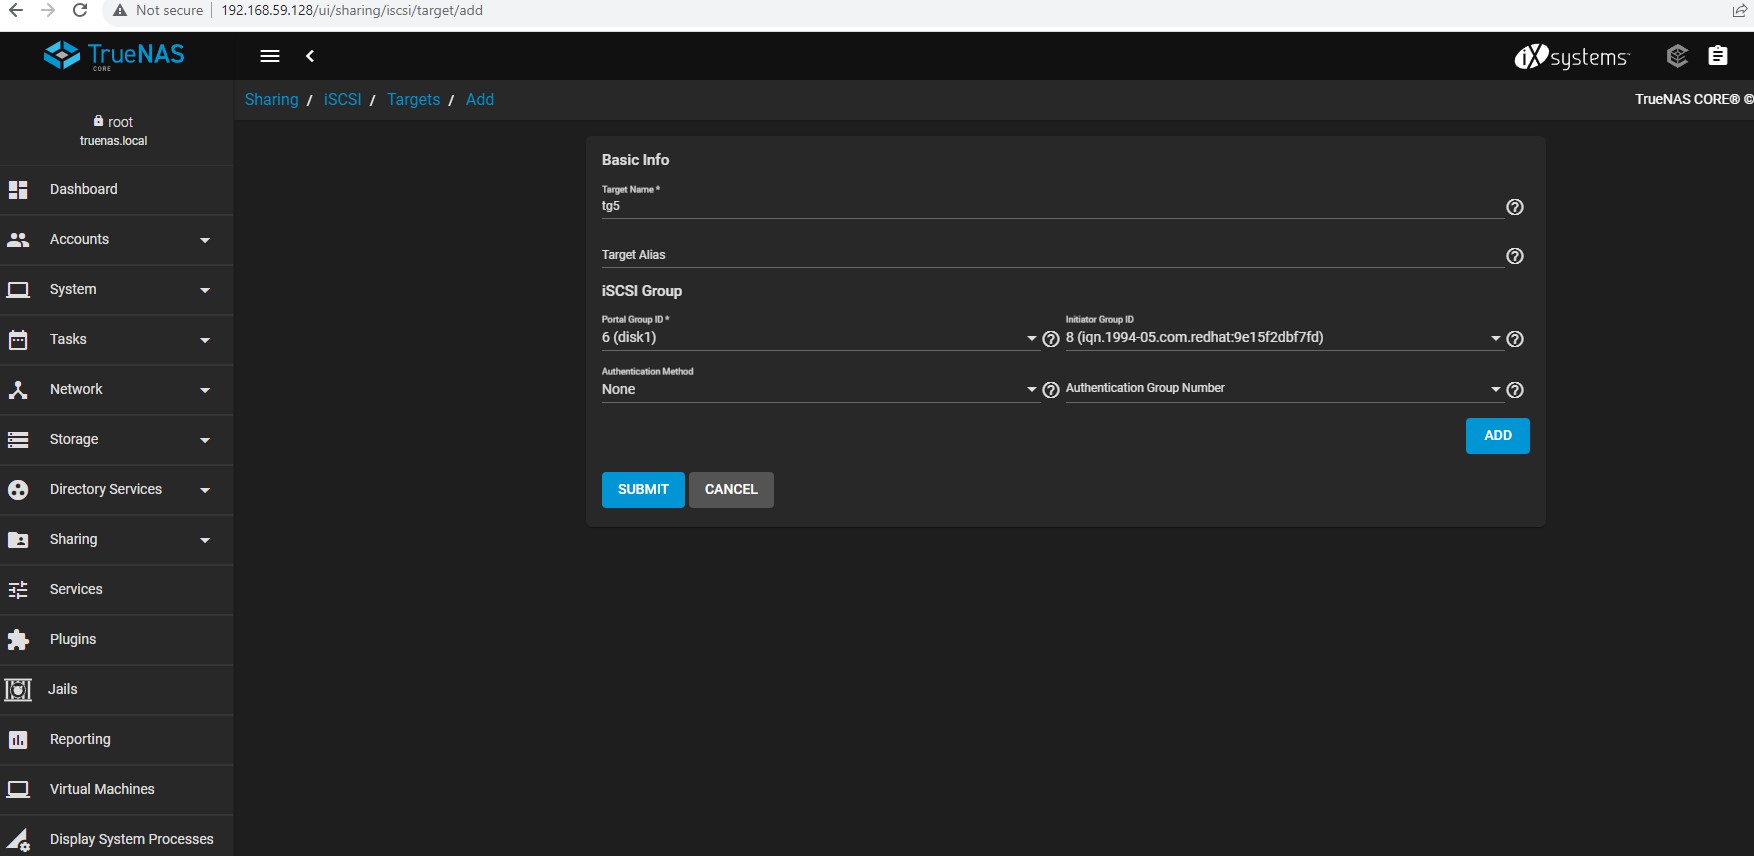 Not secure | 192.168.59.128/ui/sharing/iscsi/target/add
TrueNAS
CORE
iXsystems™
Sharing / iSCSI / Targets / Add
TrueNAS CORE® ©
root
truenas.local
Dashboard
Accounts
System
Tasks
Network
Storage
Directory Services
Sharing
Services
Plugins
Jails
Reporting
Virtual Machines
Display System Processes
Basic Info
Target Name *
tg5
Target Alias
iSCSI Group
Portal Group ID *
6 (disk1)
Initiator Group ID
8 (iqn.1994-05.com.redhat:9e15f2dbf7fd)
Authentication Method
None
Authentication Group Number
ADD
SUBMIT CANCEL